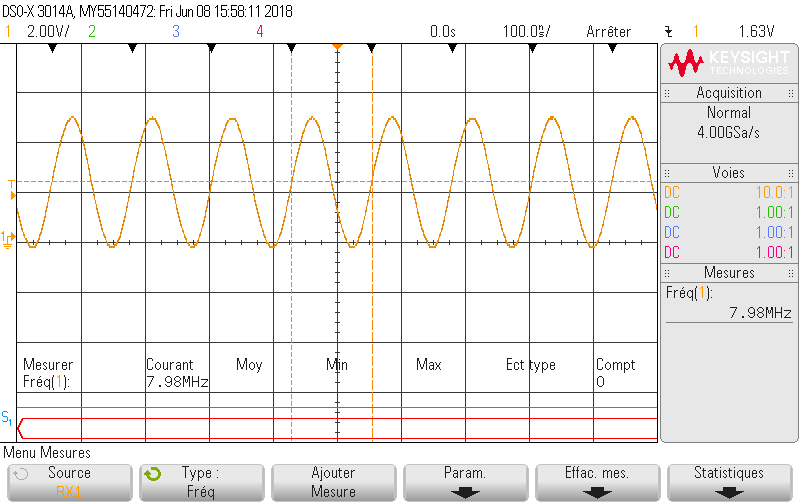 DSO-X 3014A, MY55140472: Fri Jun 08 15:58:11 2018
1 2.00V/ 2 3 4 0.0s 100.0ns/ Arrêter 1 1.63V
KEYSIGHT
TECHNOLOGIES
Acquisition
Normal
4.00GSa/s
Voies
DC 10.0:1
DC 1.00:1
DC 1.00:1
DC 1.00:1
Mesures
Fréq(1):
7.98MHz
T
1
Mesurer Courant Moy Min Max Ect type Compt
Fréq(1): 7.98MHz 0
S1
Menu Mesures
Source Type : Ajouter Param. Effac. mes. Statistiques
RX1 Fréq Mesure